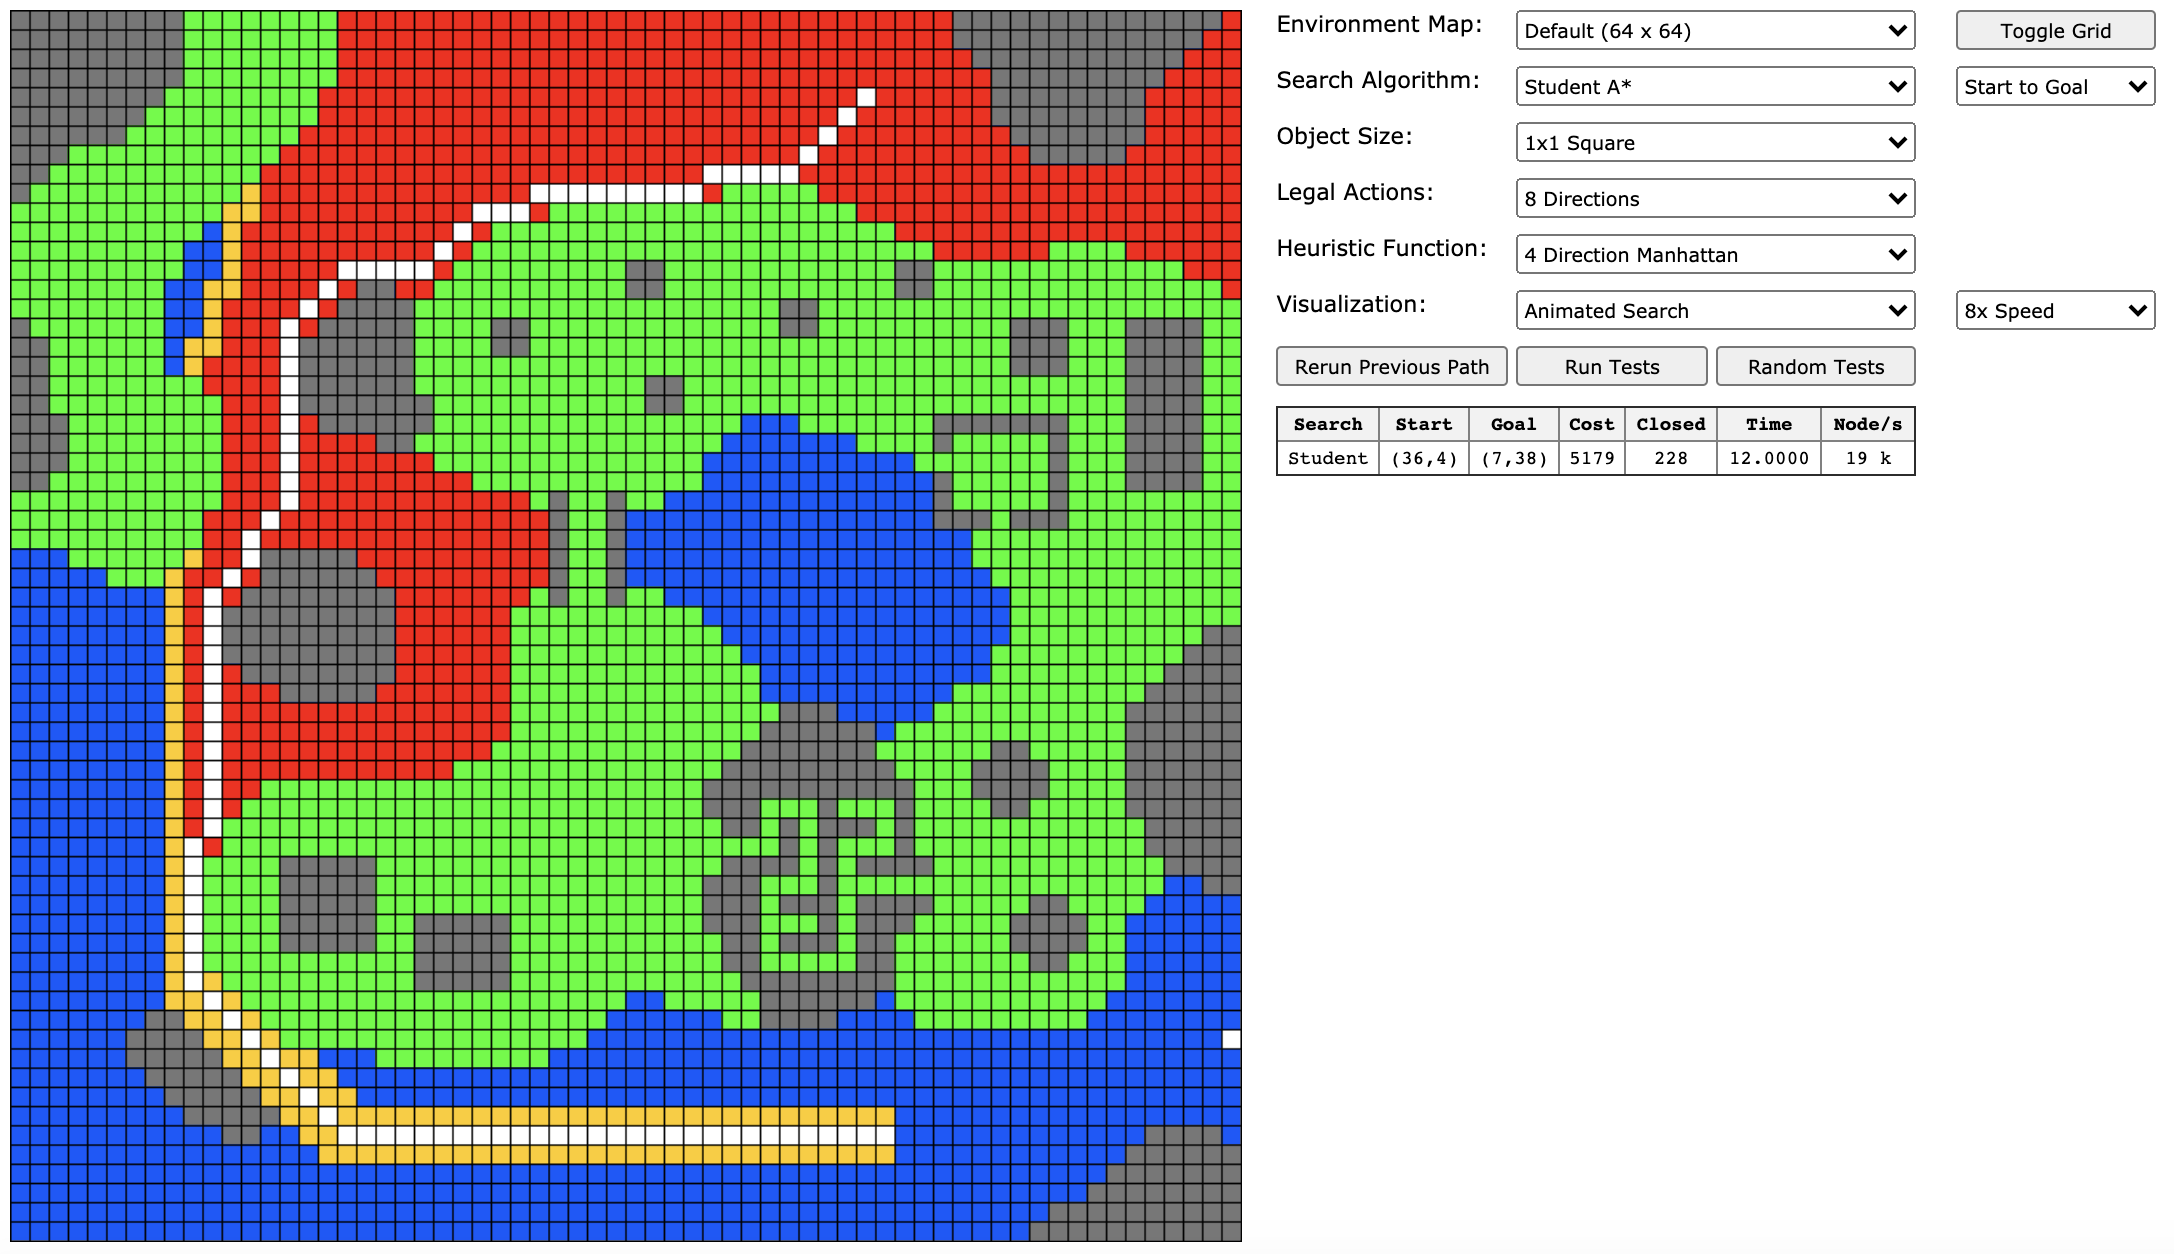 Environment Map: Default (64 x 64) Toggle Grid
Search Algorithm: Student A* Start to Goal
Object Size: 1x1 Square
Legal Actions: 8 Directions
Heuristic Function: 4 Direction Manhattan
Visualization: Animated Search 8x Speed
Rerun Previous Path Run Tests Random Tests
Search Start Goal Cost Closed Time Node/s
Student (36,4) (7,38) 5179 228 12.0000 19 k